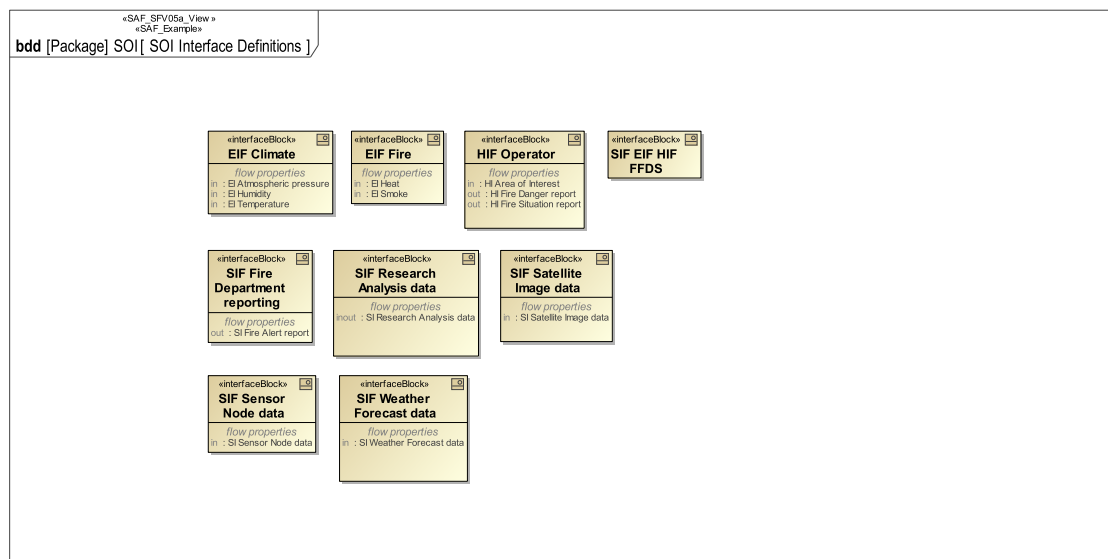 «SAF_SFV05a_View »
«SAF_Example»
bdd [Package] SOI [ SOI Interface Definitions ]
«interfaceBlock»
EIF Climate
flow properties
in : EI Atmospheric pressure
in : EI Humidity
in : EI Temperature
«interfaceBlock»
EIF Fire
flow properties
in : EI Heat
in : EI Smoke
«interfaceBlock»
HIF Operator
flow properties
in : HI Area of Interest
out : HI Fire Danger report
out : HI Fire Situation report
«interfaceBlock»
SIF EIF HIF
FFDS
«interfaceBlock»
SIF Fire
Department
reporting
flow properties
out : SI Fire Alert report
«interfaceBlock»
SIF Research
Analysis data
flow properties
inout : SI Research Analysis data
«interfaceBlock»
SIF Satellite
Image data
flow properties
in : SI Satellite Image data
«interfaceBlock»
SIF Sensor
Node data
flow properties
in : SI Sensor Node data
«interfaceBlock»
SIF Weather
Forecast data
flow properties
in : SI Weather Forecast data